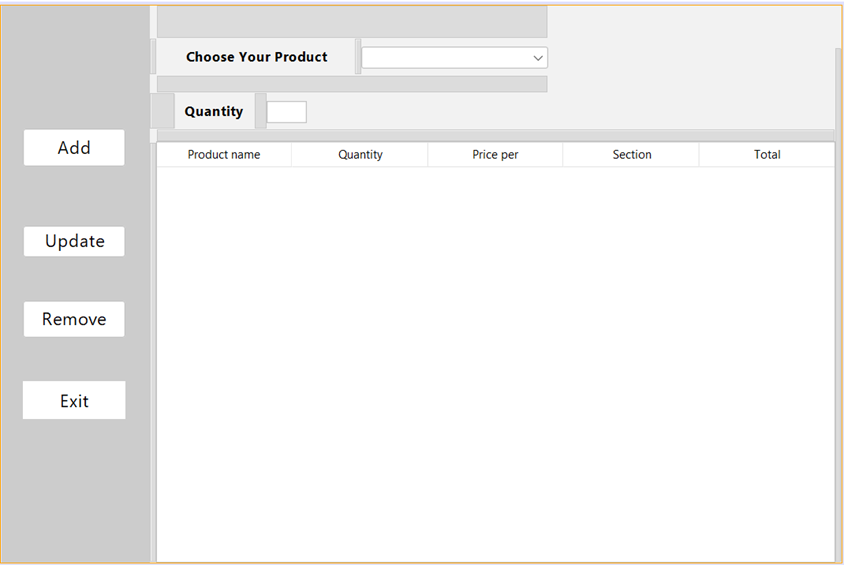 Choose Your Product
Quantity
Add
Update
Remove
Exit
Product name Quantity Price per Section Total